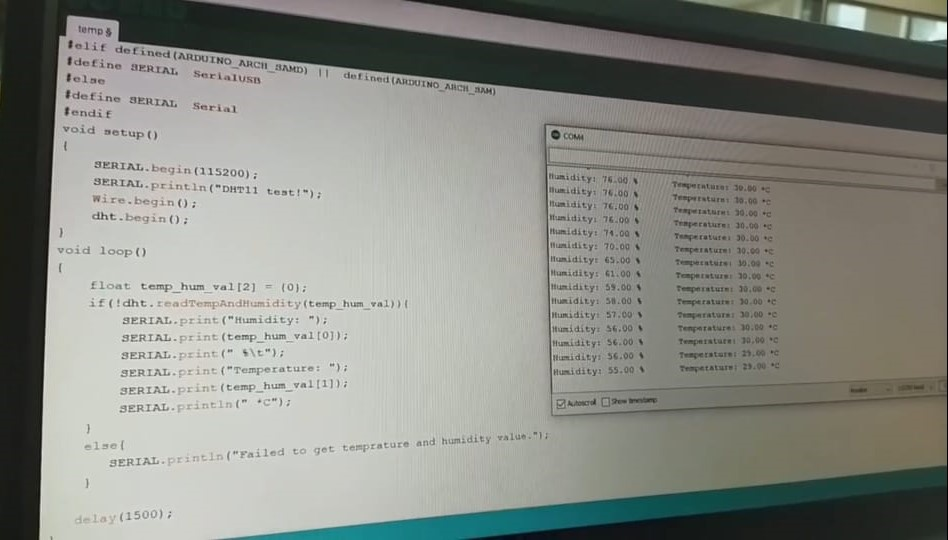 temp §
#elif defined(ARDUINO_ARCH_SAMD) || defined(ARDUINO_ARCH_SAM)
#define SERIAL SerialUSB
#else
#define SERIAL Serial
#endif
void setup()
{
SERIAL.begin(115200);
SERIAL.println("DHT11 test!");
Wire.begin();
dht.begin();
}
void loop()
{
float temp_hum_val[2] = {0};
if(!dht.readTempAndHumidity(temp_hum_val)){
SERIAL.print("Humidity: ");
SERIAL.print(temp_hum_val[0]);
SERIAL.print(" %\t");
SERIAL.print("Temperature: ");
SERIAL.print(temp_hum_val[1]);
SERIAL.println(" *C");
}
else{
SERIAL.println("Failed to get temprature and humidity value.");
}
delay(1500);
COM4
Humidity: 76.00 % Temperature: 30.00 *C
Humidity: 76.00 % Temperature: 30.00 *C
Humidity: 76.00 % Temperature: 30.00 *C
Humidity: 76.00 % Temperature: 30.00 *C
Humidity: 74.00 % Temperature: 30.00 *C
Humidity: 70.00 % Temperature: 30.00 *C
Humidity: 65.00 % Temperature: 30.00 *C
Humidity: 61.00 % Temperature: 30.00 *C
Humidity: 59.00 % Temperature: 30.00 *C
Humidity: 58.00 % Temperature: 30.00 *C
Humidity: 57.00 % Temperature: 30.00 *C
Humidity: 56.00 % Temperature: 30.00 *C
Humidity: 56.00 % Temperature: 30.00 *C
Humidity: 56.00 % Temperature: 29.00 *C
Humidity: 55.00 % Temperature: 29.00 *C
Autoscroll Show timestamp